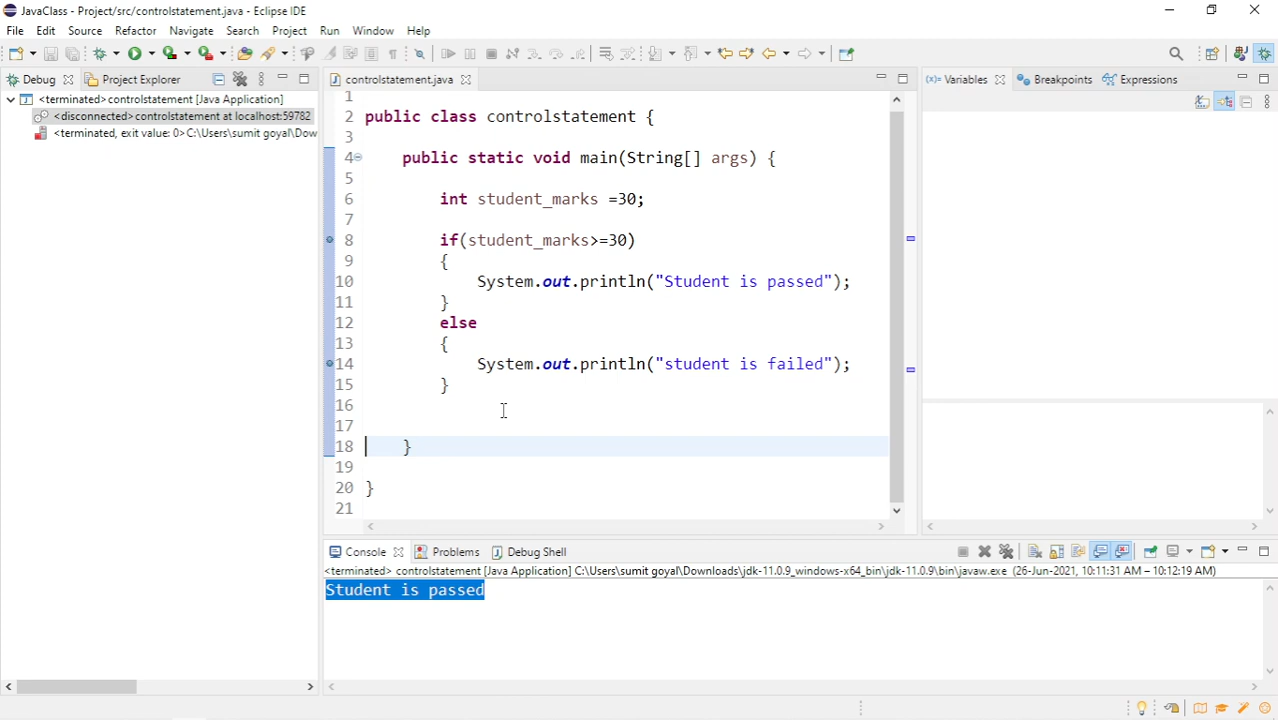 JavaClass - Project/src/controlstatement.java - Eclipse IDE
File Edit Source Refactor Navigate Search Project Run Window Help
Debug Project Explorer
<terminated> controlstatement [Java Application]
<disconnected> controlstatement at localhost:59782
<terminated, exit value: 0> C:\Users\sumit goyal\Dow
controlstatement.java
1
2 public class controlstatement {
3
4 public static void main(String[] args) {
5
6 int student_marks =30;
7
8 if(student_marks>=30)
9 {
10 System.out.println("Student is passed");
11 }
12 else
13 {
14 System.out.println("student is failed");
15 }
16
17
18 }
19
20 }
21
(x)= Variables Breakpoints Expressions
Console Problems Debug Shell
<terminated> controlstatement [Java Application] C:\Users\sumit goyal\Downloads\jdk-11.0.9_windows-x64_bin\jdk-11.0.9\bin\javaw.exe (26-Jun-2021, 10:11:31 AM – 10:12:19 AM)
Student is passed